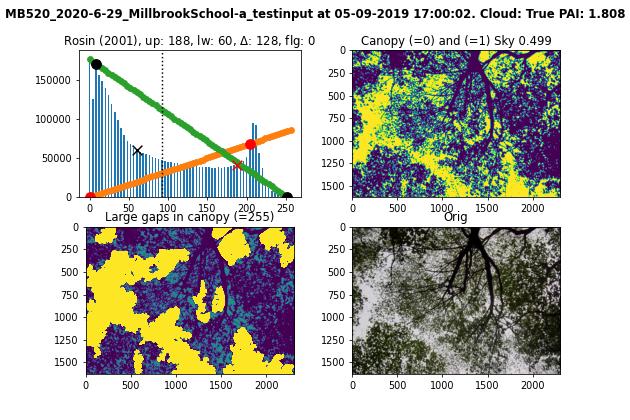 MB520_2020-6-29_MillbrookSchool-a_testinput at 05-09-2019 17:00:02. Cloud: True PAI: 1.808
Rosin (2001), up: 188, lw: 60, Δ: 128, flg: 0
150000
100000
50000
0
0 50 100 150 200 250
Canopy (=0) and (=1) Sky 0.499
0
250
500
750
1000
1250
1500
0 500 1000 1500 2000
Large gaps in canopy (=255)
0
250
500
750
1000
1250
1500
0 500 1000 1500 2000
Orig
0
250
500
750
1000
1250
1500
0 500 1000 1500 2000